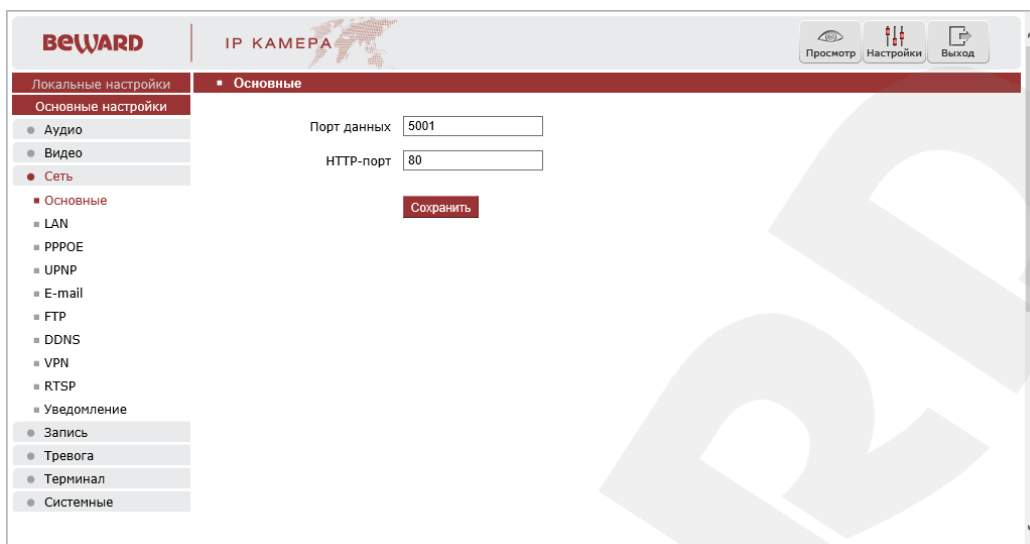 BEWARD
IP КАМЕРА
Просмотр
Настройки
Выход
Локальные настройки
Основные настройки
Аудио
Видео
Сеть
Основные
LAN
PPPOE
UPNP
E-mail
FTP
DDNS
VPN
RTSP
Уведомление
Запись
Тревога
Терминал
Системные
Основные
Порт данных 5001
HTTP-порт 80
Сохранить
RD